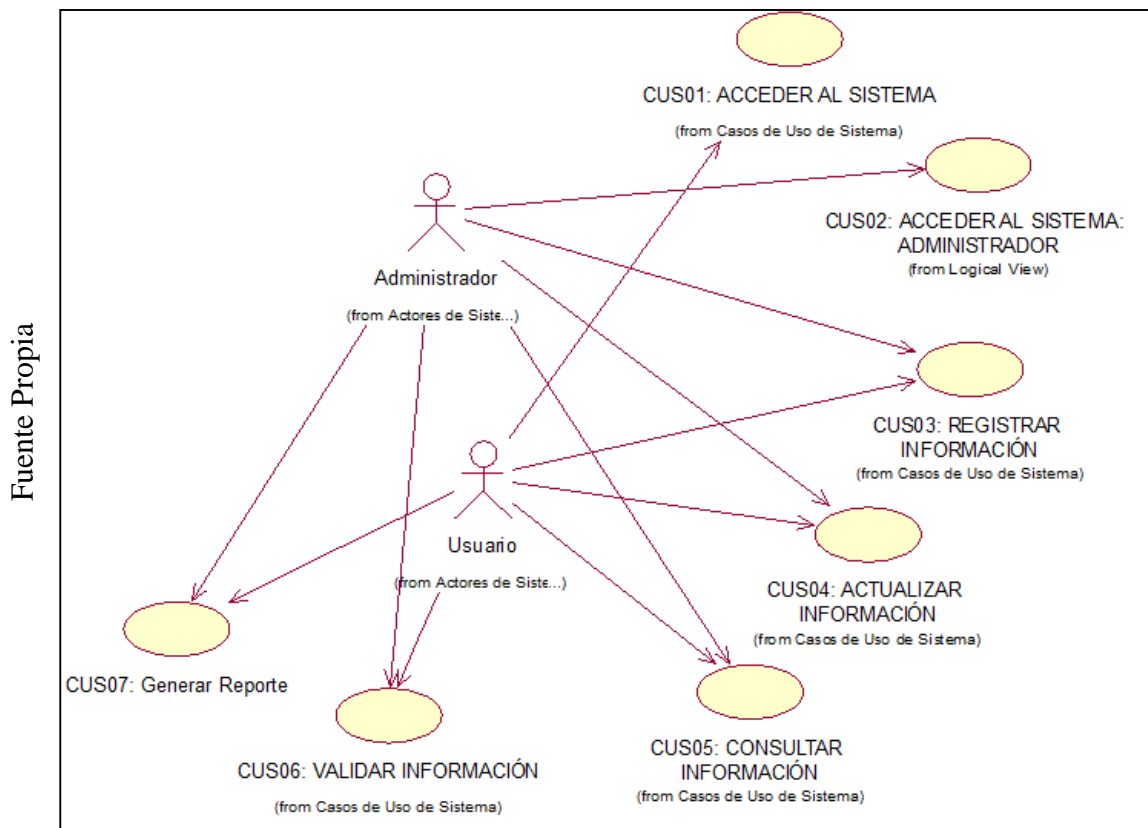 CUS01: ACCEDER AL SISTEMA
(from Casos de Uso de Sistema)
CUS02: ACCEDER AL SISTEMA:
ADMINISTRADOR
(from Logical View)
Administrador
(from Actores de Siste...)
Fuente Propia
CUS03: REGISTRAR
INFORMACIÓN
(from Casos de Uso de Sistema)
Usuario
(from Actores de Siste...)
CUS04: ACTUALIZAR
INFORMACIÓN
(from Casos de Uso de Sistema)
CUS07: Generar Reporte
CUS05: CONSULTAR
INFORMACIÓN
(from Casos de Uso de Sistema)
CUS06: VALIDAR INFORMACIÓN
(from Casos de Uso de Sistema)